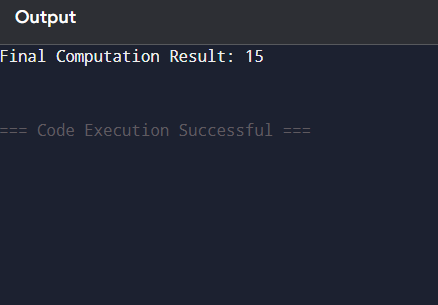 Output
Final Computation Result: 15
=== Code Execution Successful ===